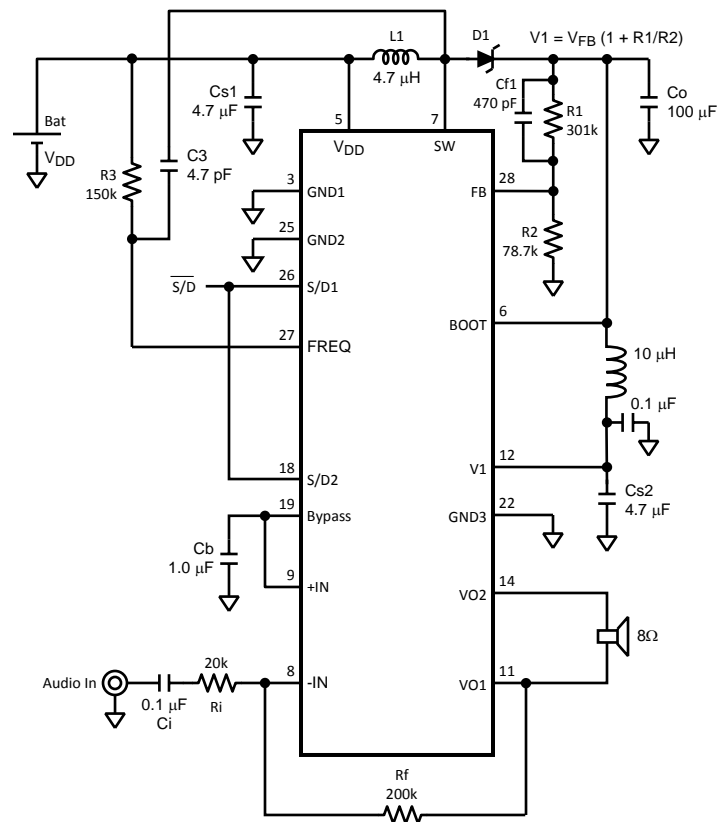 L1
4.7 μH
D1
V1 = VFB (1 + R1/R2)
Bat
VDD
Cs1
4.7 μF
Cf1
470 pF
R1
301k
Co
100 μF
R3
150k
C3
4.7 pF
5
VDD
7
SW
3
GND1
28
FB
25
GND2
R2
78.7k
S/D
26
S/D1
6
BOOT
27
FREQ
10 μH
0.1 μF
18
S/D2
12
V1
19
Bypass
22
GND3
Cs2
4.7 μF
Cb
1.0 μF
9
+IN
14
VO2
8Ω
Audio In
0.1 μF
Ci
20k
Ri
8
-IN
11
VO1
Rf
200k